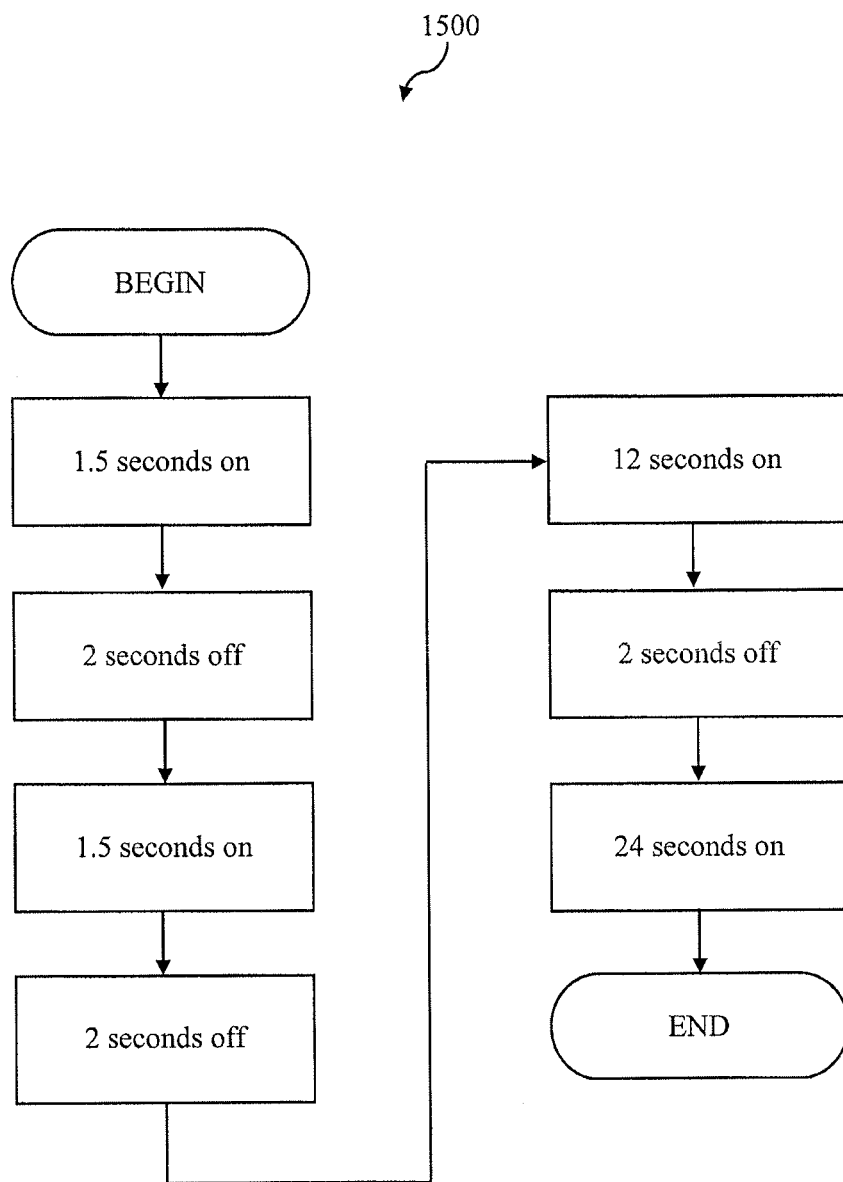 1500
BEGIN
1.5 seconds on
2 seconds off
1.5 seconds on
2 seconds off
12 seconds on
2 seconds off
24 seconds on
END